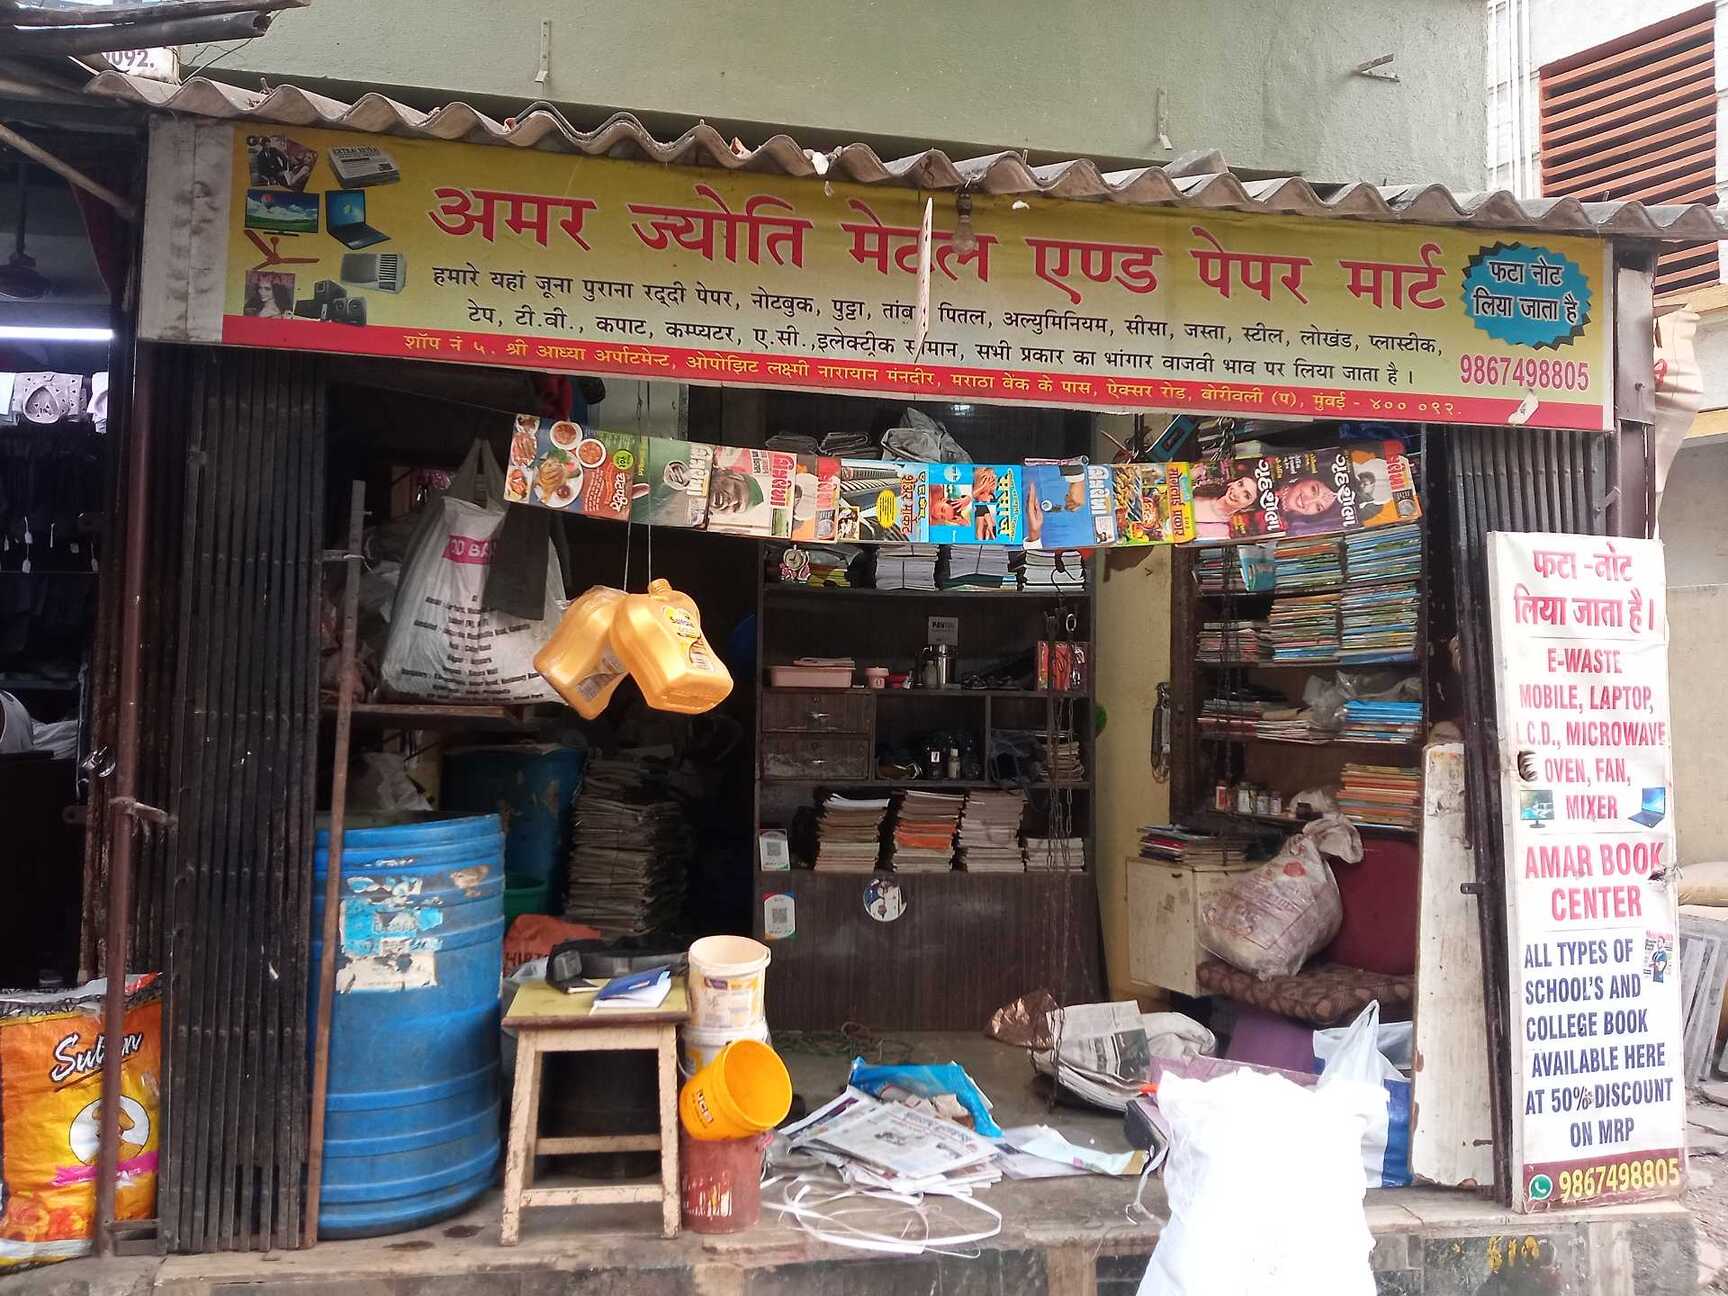 0092.
अमर ज्योति मेटल एण्ड पेपर मार्ट
फटा नोट
लिया जाता है
हमारे यहां जूना पुराना रद्दी पेपर, नोटबुक, पुट्ठा, तांबा, पितल, अल्युमिनियम, सीसा, जस्ता, स्टील, लोखंड, प्लास्टीक,
टेप, टी.वी., कपाट, कम्प्यटर, ए.सी.,इलेक्ट्रीक सामान, सभी प्रकार का भंगार वाजवी भाव पर लिया जाता है ।
9867498805
शॉप नं ५, श्री आध्या अर्पाटमेन्ट, ओपोझिट लक्ष्मी नारायान मंनदीर, मराठा बेंक के पास, ऐक्सर रोड, बोरीवली (प), मुंबई - ४०० ०९२.
गृहशोभा
फटा -नोट
लिया जाता है।
E-WASTE
MOBILE, LAPTOP,
L.C.D., MICROWAVE
OVEN, FAN,
MIXER
AMAR BOOK
CENTER
ALL TYPES OF
SCHOOL'S AND
COLLEGE BOOK
AVAILABLE HERE
AT 50% DISCOUNT
ON MRP
9867498805
Sultan